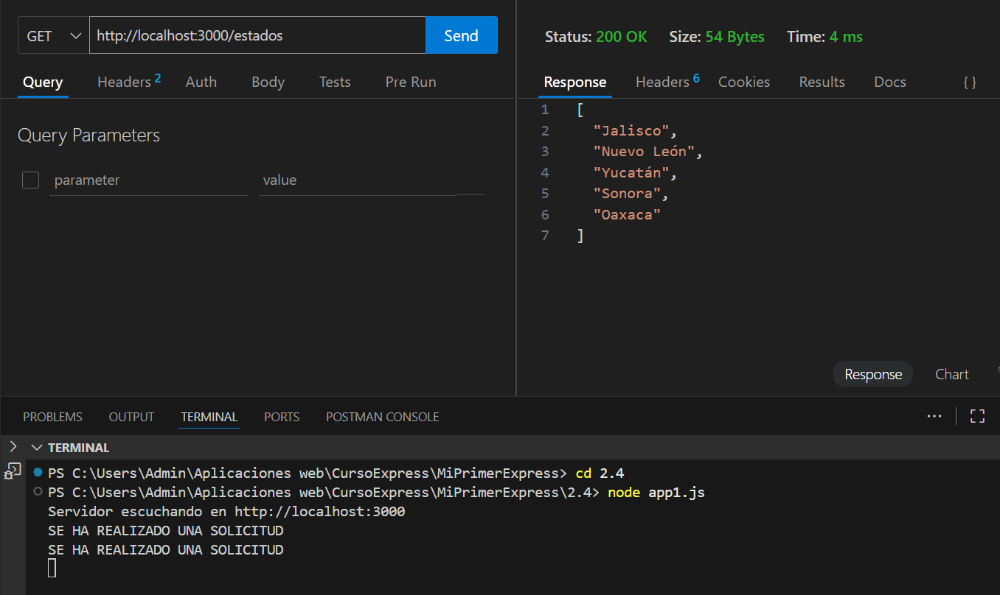 GET http://localhost:3000/estados Send
Query Headers 2 Auth Body Tests Pre Run
Query Parameters
parameter value
Status: 200 OK Size: 54 Bytes Time: 4 ms
Response Headers 6 Cookies Results Docs { }
1 [
2 "Jalisco",
3 "Nuevo León",
4 "Yucatán",
5 "Sonora",
6 "Oaxaca"
7 ]
Response Chart
PROBLEMS OUTPUT TERMINAL PORTS POSTMAN CONSOLE ...
TERMINAL
PS C:\Users\Admin\Aplicaciones web\CursoExpress\MiPrimerExpress> cd 2.4
PS C:\Users\Admin\Aplicaciones web\CursoExpress\MiPrimerExpress\2.4> node app1.js
Servidor escuchando en http://localhost:3000
SE HA REALIZADO UNA SOLICITUD
SE HA REALIZADO UNA SOLICITUD